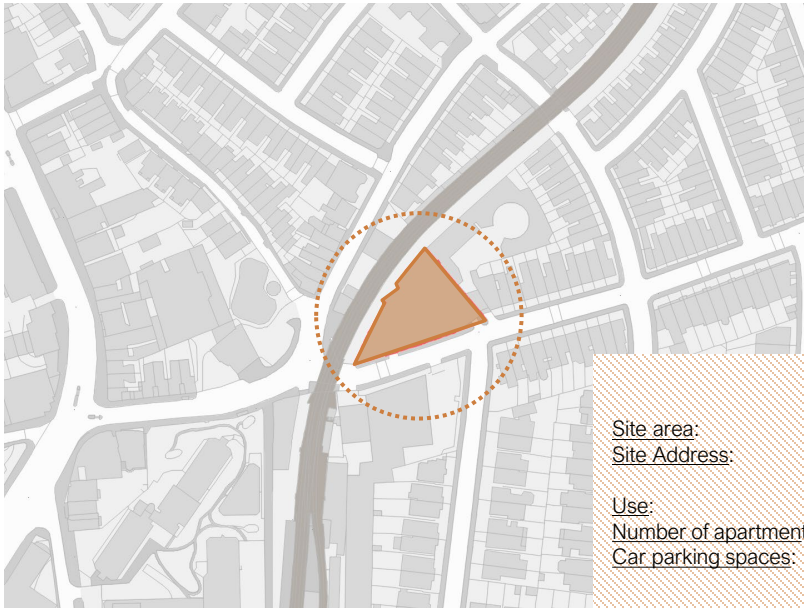 Site area:
Site Address:
Use:
Number of apartment
Car parking spaces: